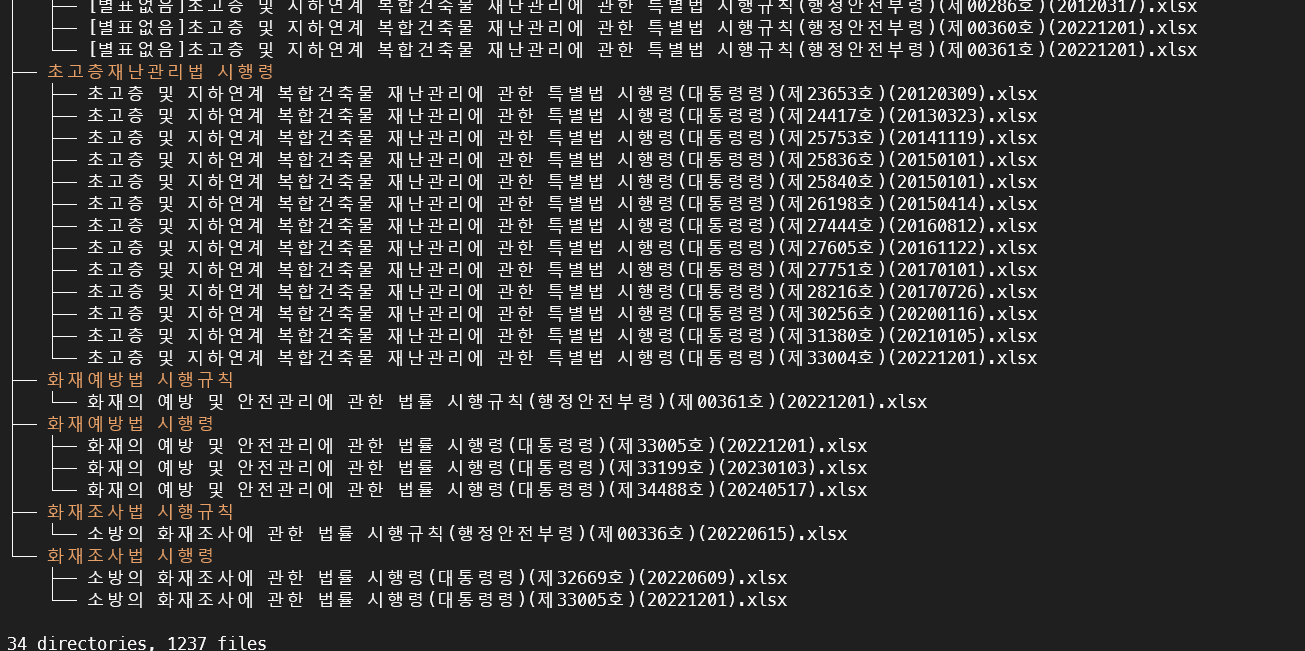 ├── [별표없음]초고층 및 지하연계 복합건축물 재난관리에 관한 특별법 시행규칙(행정안전부령)(제00286호)(20120317).xlsx
├── [별표없음]초고층 및 지하연계 복합건축물 재난관리에 관한 특별법 시행규칙(행정안전부령)(제00360호)(20221201).xlsx
└── [별표없음]초고층 및 지하연계 복합건축물 재난관리에 관한 특별법 시행규칙(행정안전부령)(제00361호)(20221201).xlsx
├── 초고층재난관리법 시행령
├── 초고층 및 지하연계 복합건축물 재난관리에 관한 특별법 시행령(대통령령)(제23653호)(20120309).xlsx
├── 초고층 및 지하연계 복합건축물 재난관리에 관한 특별법 시행령(대통령령)(제24417호)(20130323).xlsx
├── 초고층 및 지하연계 복합건축물 재난관리에 관한 특별법 시행령(대통령령)(제25753호)(20141119).xlsx
├── 초고층 및 지하연계 복합건축물 재난관리에 관한 특별법 시행령(대통령령)(제25836호)(20150101).xlsx
├── 초고층 및 지하연계 복합건축물 재난관리에 관한 특별법 시행령(대통령령)(제25840호)(20150101).xlsx
├── 초고층 및 지하연계 복합건축물 재난관리에 관한 특별법 시행령(대통령령)(제26198호)(20150414).xlsx
├── 초고층 및 지하연계 복합건축물 재난관리에 관한 특별법 시행령(대통령령)(제27444호)(20160812).xlsx
├── 초고층 및 지하연계 복합건축물 재난관리에 관한 특별법 시행령(대통령령)(제27605호)(20161122).xlsx
├── 초고층 및 지하연계 복합건축물 재난관리에 관한 특별법 시행령(대통령령)(제27751호)(20170101).xlsx
├── 초고층 및 지하연계 복합건축물 재난관리에 관한 특별법 시행령(대통령령)(제28216호)(20170726).xlsx
├── 초고층 및 지하연계 복합건축물 재난관리에 관한 특별법 시행령(대통령령)(제30256호)(20200116).xlsx
├── 초고층 및 지하연계 복합건축물 재난관리에 관한 특별법 시행령(대통령령)(제31380호)(20210105).xlsx
└── 초고층 및 지하연계 복합건축물 재난관리에 관한 특별법 시행령(대통령령)(제33004호)(20221201).xlsx
├── 화재예방법 시행규칙
└── 화재의 예방 및 안전관리에 관한 법률 시행규칙(행정안전부령)(제00361호)(20221201).xlsx
├── 화재예방법 시행령
├── 화재의 예방 및 안전관리에 관한 법률 시행령(대통령령)(제33005호)(20221201).xlsx
├── 화재의 예방 및 안전관리에 관한 법률 시행령(대통령령)(제33199호)(20230103).xlsx
└── 화재의 예방 및 안전관리에 관한 법률 시행령(대통령령)(제34488호)(20240517).xlsx
├── 화재조사법 시행규칙
└── 소방의 화재조사에 관한 법률 시행규칙(행정안전부령)(제00336호)(20220615).xlsx
└── 화재조사법 시행령
├── 소방의 화재조사에 관한 법률 시행령(대통령령)(제32669호)(20220609).xlsx
└── 소방의 화재조사에 관한 법률 시행령(대통령령)(제33005호)(20221201).xlsx
34 directories, 1237 files